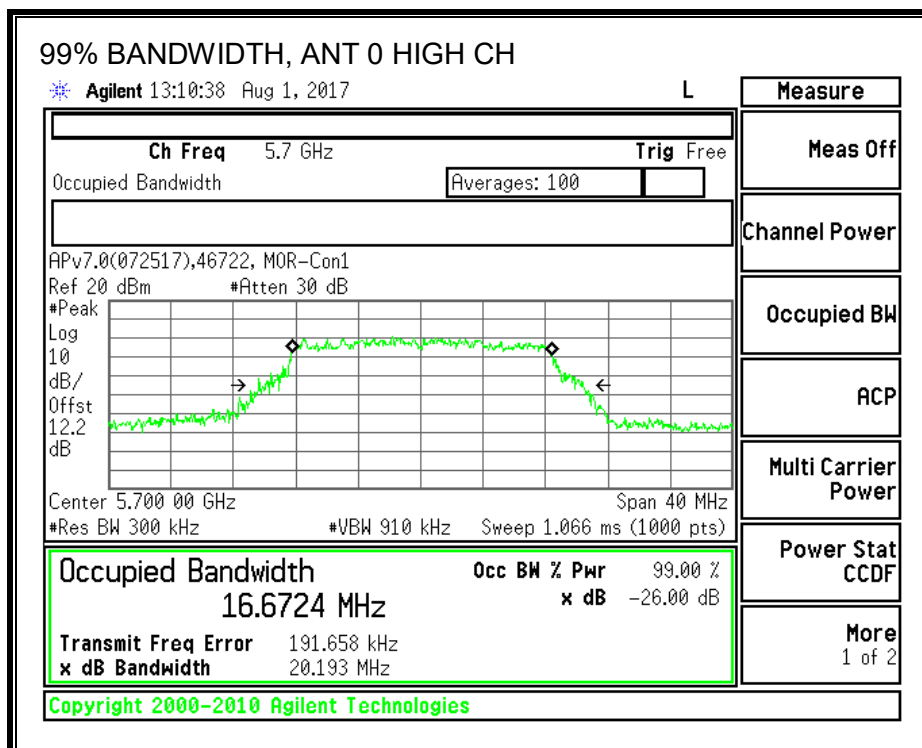 99% BANDWIDTH, ANT 0 HIGH CH
Agilent 13:10:38 Aug 1, 2017 L
Measure
Ch Freq 5.7 GHz Trig Free
Occupied Bandwidth Averages: 100
APv7.0(072517),46722, MOR-Con1
Ref 20 dBm #Atten 30 dB
#Peak
Log
10
dB/
Offst
12.2
dB
Center 5.700 00 GHz Span 40 MHz
#Res BW 300 kHz #VBW 910 kHz Sweep 1.066 ms (1000 pts)
Occupied Bandwidth Occ BW % Pwr 99.00 %
16.6724 MHz x dB -26.00 dB
Transmit Freq Error 191.658 kHz
x dB Bandwidth 20.193 MHz
Copyright 2000-2010 Agilent Technologies
Meas Off
Channel Power
Occupied BW
ACP
Multi Carrier
Power
Power Stat
CCDF
More
1 of 2